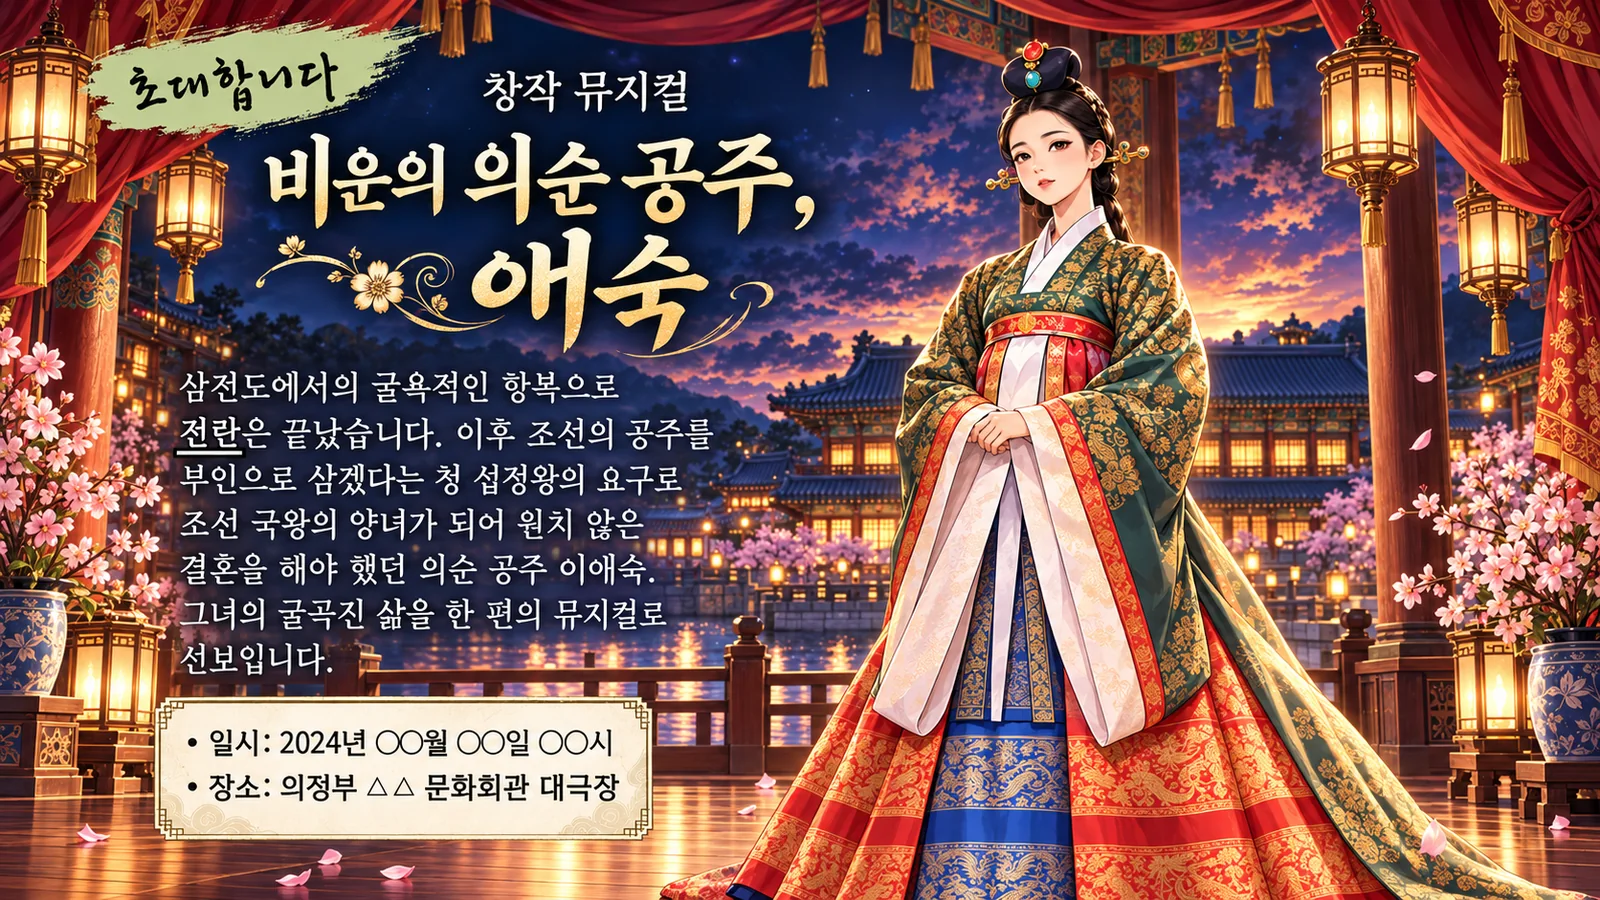 초대합니다
창작 뮤지컬
비운의 의순 공주,
애숙
삼전도에서의 굴욕적인 항복으로
전란은 끝났습니다. 이후 조선의 공주를
부인으로 삼겠다는 청 섭정왕의 요구로
조선 국왕의 양녀가 되어 원치 않은
결혼을 해야 했던 의순 공주 이애숙.
그녀의 굴곡진 삶을 한 편의 뮤지컬로
선보입니다.
• 일시: 2024년 ○○월 ○○일 ○○시
• 장소: 의정부 △△ 문화회관 대극장